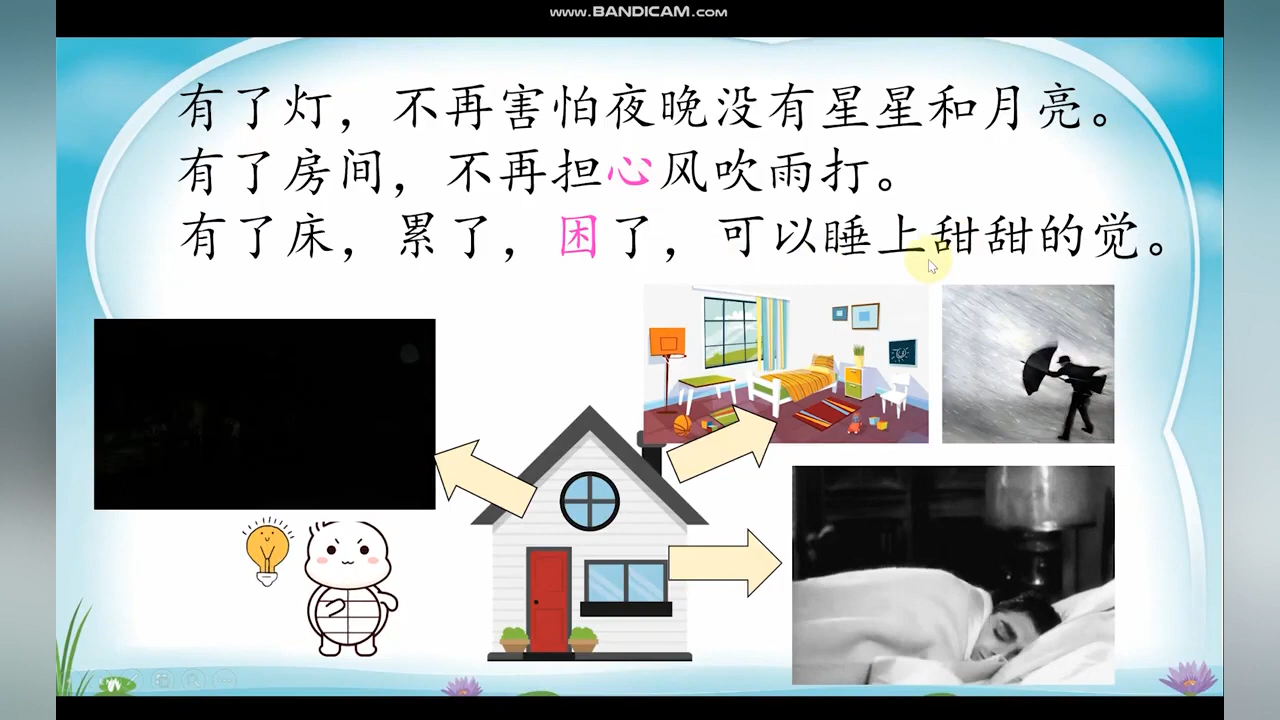 www.BANDICAM.com
有了灯，不再害怕夜晚没有星星和月亮。
有了房间，不再担心风吹雨打。
有了床，累了，困了，可以睡上甜甜的觉。